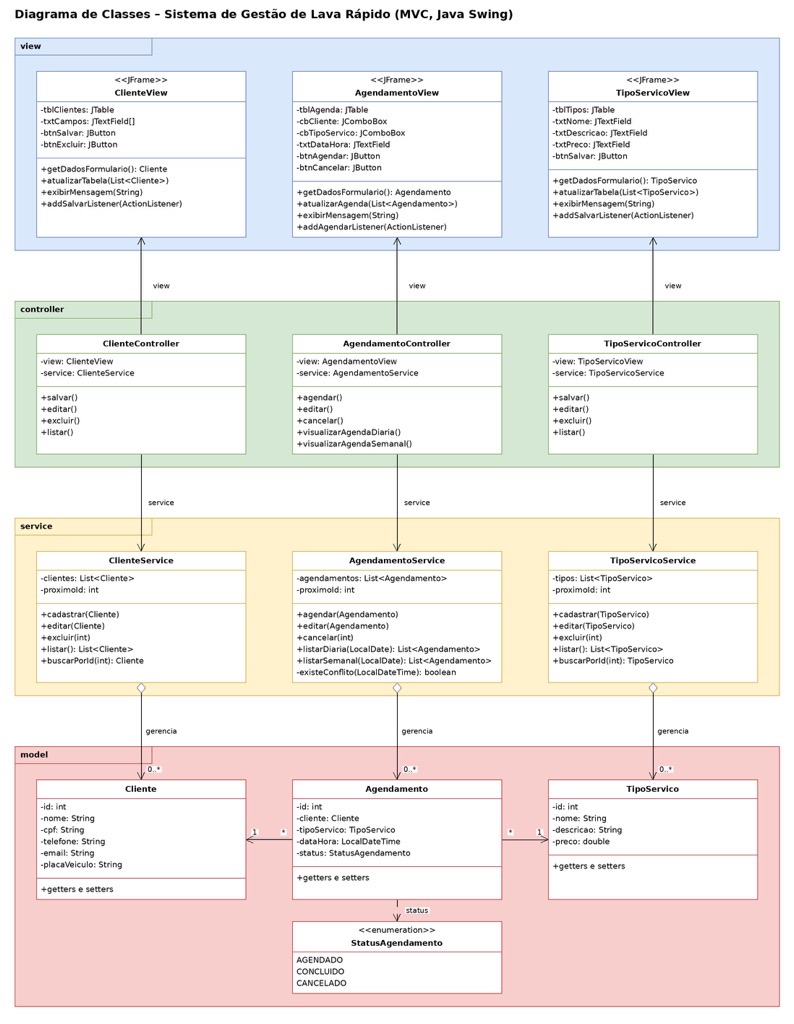 Diagrama de Classes – Sistema de Gestão de Lava Rápido (MVC, Java Swing)
view
<<JFrame>>
ClienteView
-tblClientes: JTable
-txtCampos: JTextField[]
-btnSalvar: JButton
-btnExcluir: JButton
+getDadosFormulario(): Cliente
+atualizarTabela(List<Cliente>)
+exibirMensagem(String)
+addSalvarListener(ActionListener)
<<JFrame>>
AgendamentoView
-tblAgenda: JTable
-cbCliente: JComboBox
-cbTipoServico: JComboBox
-txtDataHora: JTextField
-btnAgendar: JButton
-btnCancelar: JButton
+getDadosFormulario(): Agendamento
+atualizarAgenda(List<Agendamento>)
+exibirMensagem(String)
+addAgendarListener(ActionListener)
<<JFrame>>
TipoServicoView
-tblTipos: JTable
-txtNome: JTextField
-txtDescricao: JTextField
-txtPreco: JTextField
-btnSalvar: JButton
+getDadosFormulario(): TipoServico
+atualizarTabela(List<TipoServico>)
+exibirMensagem(String)
+addSalvarListener(ActionListener)
view
view
view
controller
ClienteController
-view: ClienteView
-service: ClienteService
+salvar()
+editar()
+excluir()
+listar()
AgendamentoController
-view: AgendamentoView
-service: AgendamentoService
+agendar()
+editar()
+cancelar()
+visualizarAgendaDiaria()
+visualizarAgendaSemanal()
TipoServicoController
-view: TipoServicoView
-service: TipoServicoService
+salvar()
+editar()
+excluir()
+listar()
service
service
service
service
ClienteService
-clientes: List<Cliente>
-proximoId: int
+cadastrar(Cliente)
+editar(Cliente)
+excluir(int)
+listar(): List<Cliente>
+buscarPorId(int): Cliente
AgendamentoService
-agendamentos: List<Agendamento>
-proximoId: int
+agendar(Agendamento)
+editar(Agendamento)
+cancelar(int)
+listarDiaria(LocalDate): List<Agendamento>
+listarSemanal(LocalDate): List<Agendamento>
-existeConflito(LocalDateTime): boolean
TipoServicoService
-tipos: List<TipoServico>
-proximoId: int
+cadastrar(TipoServico)
+editar(TipoServico)
+excluir(int)
+listar(): List<TipoServico>
+buscarPorId(int): TipoServico
gerencia
gerencia
gerencia
model
0..*
0..*
0..*
Cliente
-id: int
-nome: String
-cpf: String
-telefone: String
-email: String
-placaVeiculo: String
+getters e setters
1
*
Agendamento
-id: int
-cliente: Cliente
-tipoServico: TipoServico
-dataHora: LocalDateTime
-status: StatusAgendamento
+getters e setters
*
1
TipoServico
-id: int
-nome: String
-descricao: String
-preco: double
+getters e setters
status
<<enumeration>>
StatusAgendamento
AGENDADO
CONCLUIDO
CANCELADO